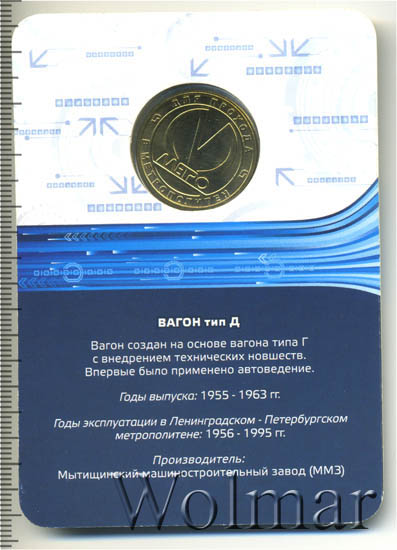 ДЛЯ ПРОХОДА
В МЕТРОПОЛИТЕН
ВАГОН тип Д
Вагон создан на основе вагона типа Г
с внедрением технических новшеств.
Впервые было применено автоведение.
Годы выпуска: 1955 - 1963 гг.
Годы эксплуатации в Ленинградском - Петербургском
метрополитене: 1956 - 1995 гг.
Производитель:
Мытищинский машиностроительный завод (ММЗ)
Wolmar